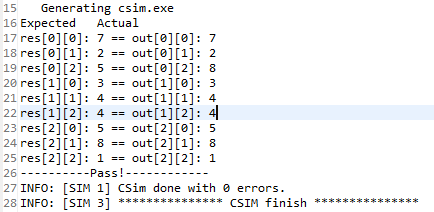 15    Generating csim.exe
16 Expected   Actual
17 res[0][0]: 7 == out[0][0]: 7
18 res[0][1]: 2 == out[0][1]: 2
19 res[0][2]: 5 == out[0][2]: 8
20 res[1][0]: 3 == out[1][0]: 3
21 res[1][1]: 4 == out[1][1]: 4
22 res[1][2]: 4 == out[1][2]: 4
23 res[2][0]: 5 == out[2][0]: 5
24 res[2][1]: 8 == out[2][1]: 8
25 res[2][2]: 1 == out[2][2]: 1
26 ----------Pass!------------
27 INFO: [SIM 1] CSim done with 0 errors.
28 INFO: [SIM 3] *************** CSIM finish ***************